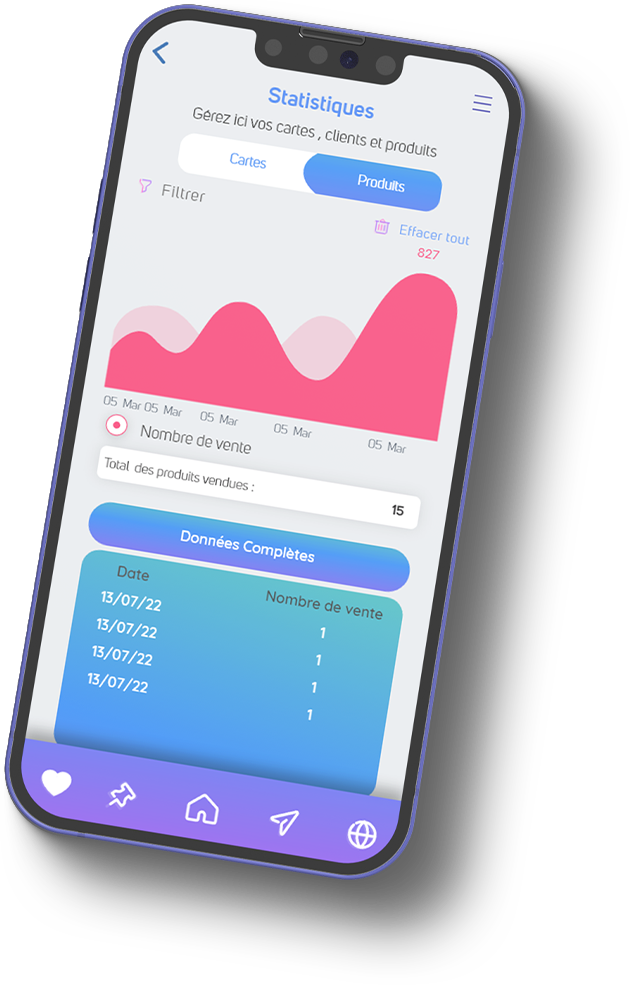 Statistiques
Gérez ici vos cartes , clients et produits
Cartes Produits
Filtrer
Effacer tout
827
05 Mar 05 Mar 05 Mar 05 Mar 05 Mar
Nombre de vente
Total des produits vendues : 15
Données Complètes
Date Nombre de vente
13/07/22 1
13/07/22 1
13/07/22 1
13/07/22 1